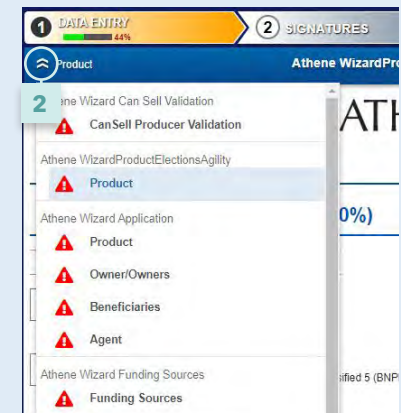 1 DATA ENTRY
44%
2 SIGNATURES
Product
Athene WizardPro
2
ene Wizard Can Sell Validation
CanSell Producer Validation
ATH
Athene WizardProductElectionsAgility
Product
Athene Wizard Application
0%)
Product
Owner/Owners
Beneficiaries
Agent
Athene Wizard Funding Sources
sified 5 (BNP
Funding Sources